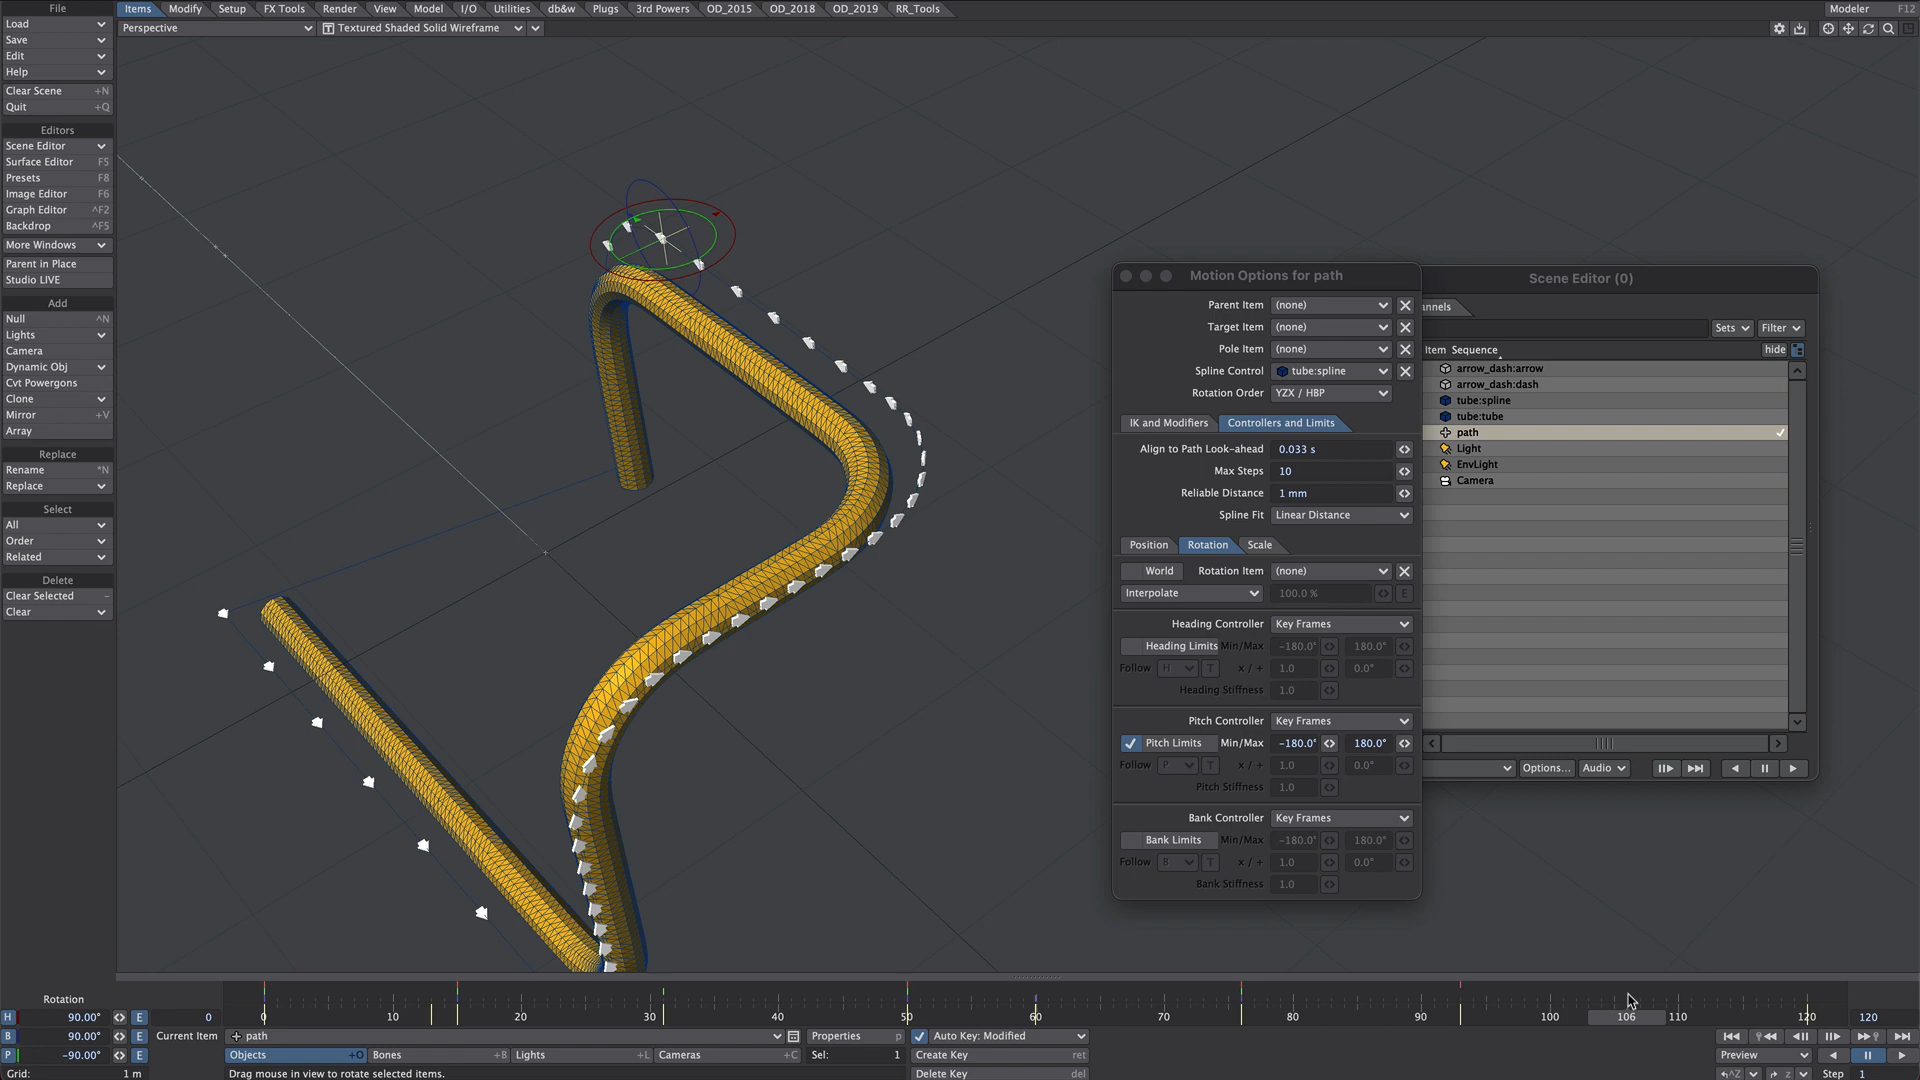 File
Items Modify Setup FX Tools Render View Model I/O Utilities db&w Plugs 3rd Powers OD_2015 OD_2018 OD_2019 RR_Tools Modeler F12
Load
Perspective Textured Shaded Solid Wireframe
Save
Edit
Help
Clear Scene +N
Quit +Q
Editors
Scene Editor
Surface Editor F5
Presets F8
Image Editor F6
Graph Editor ^F2
Backdrop ^F5
More Windows
Parent in Place
Studio LIVE
Add
Null ^N
Lights
Camera
Dynamic Obj
Cvt Powergons
Clone
Mirror +V
Array
Replace
Rename *N
Replace
Select
All
Order
Related
Delete
Clear Selected –
Clear
Motion Options for path
Parent Item (none)
Target Item (none)
Pole Item (none)
Spline Control tube:spline
Rotation Order YZX / HBP
IK and Modifiers Controllers and Limits
Align to Path Look-ahead 0.033 s
Max Steps 10
Reliable Distance 1 mm
Spline Fit Linear Distance
Position Rotation Scale
World Rotation Item (none)
Interpolate 100.0 % E
Heading Controller Key Frames
Heading Limits Min/Max -180.0° 180.0°
Follow H T x / + 1.0 0.0°
Heading Stiffness 1.0
Pitch Controller Key Frames
Pitch Limits Min/Max -180.0° 180.0°
Follow P T x / + 1.0 0.0°
Pitch Stiffness 1.0
Bank Controller Key Frames
Bank Limits Min/Max -180.0° 180.0°
Follow B T x / + 1.0 0.0°
Bank Stiffness 1.0
Scene Editor (0)
nnels
Sets Filter
Item Sequence hide
arrow_dash:arrow
arrow_dash:dash
tube:spline
tube:tube
path
Light
EnvLight
Camera
Options... Audio
Rotation
H 90.00° E 0
0 10 30 40 50 60 70 80 90 100 106 110 120 120
B 90.00° E Current Item path Properties p Auto Key: Modified
P -90.00° E Objects +O Bones +B Lights +L Cameras +C Sel: 1 Create Key ret Preview
Grid: 1 m Drag mouse in view to rotate selected items. Delete Key del ^Z z Step 1